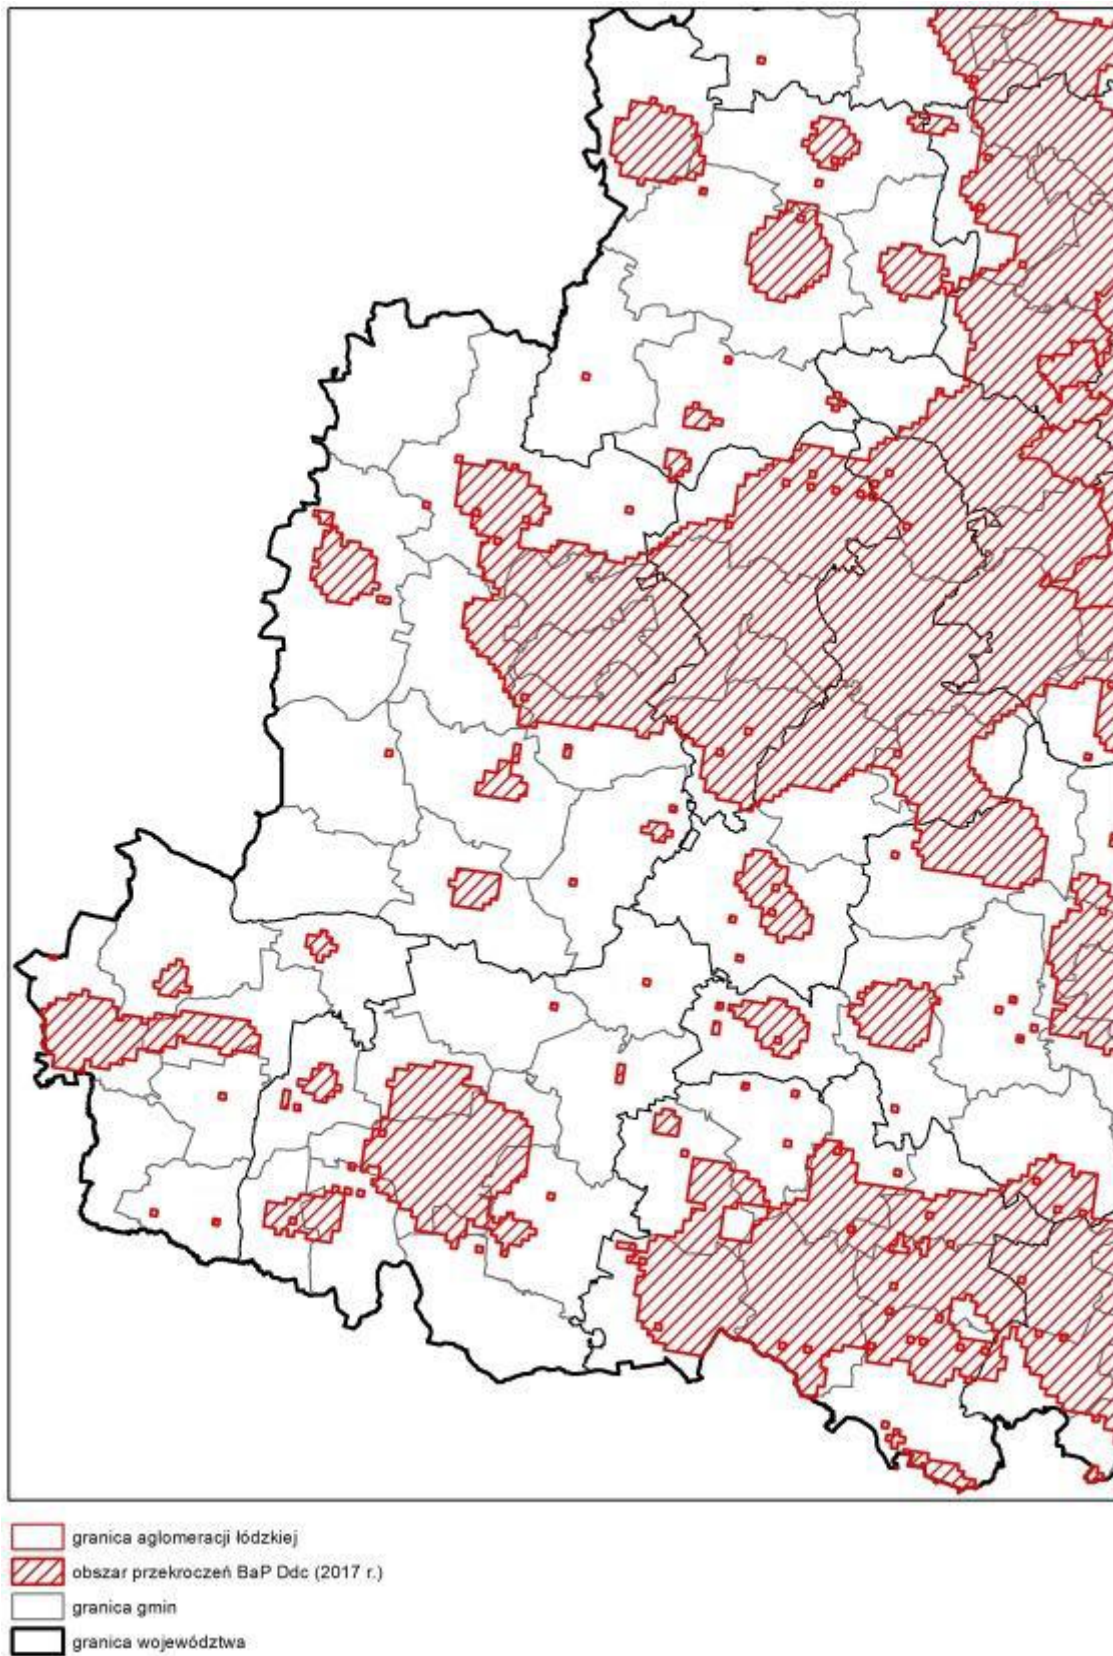 granica aglomeracji łódzkiej
obszar przekroczeń BaP Ddc (2017 r.)
granica gmin
granica województwa